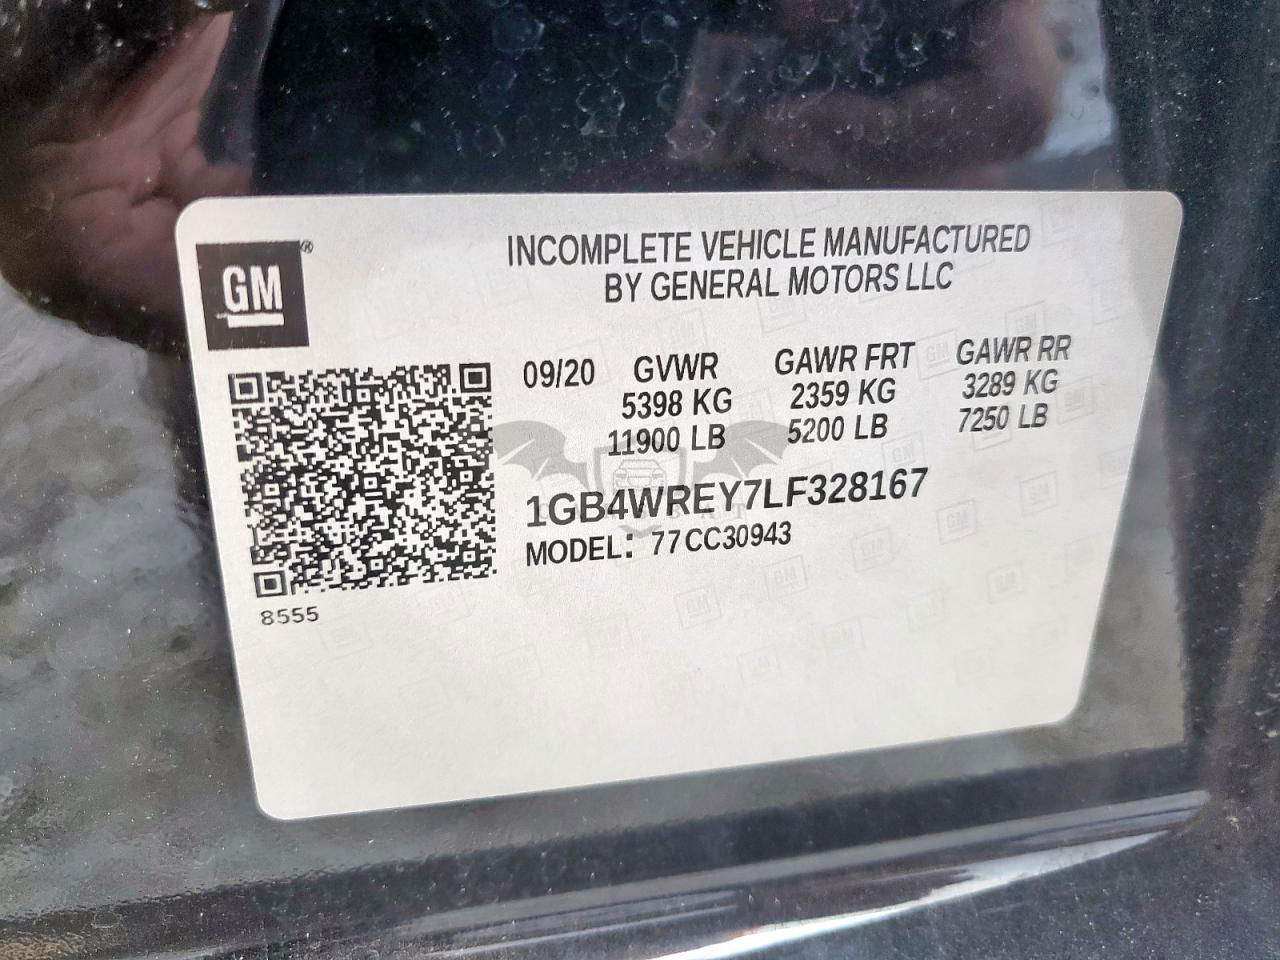 GM®
INCOMPLETE VEHICLE MANUFACTURED
BY GENERAL MOTORS LLC
09/20 GVWR GAWR FRT GAWR RR
5398 KG 2359 KG 3289 KG
11900 LB 5200 LB 7250 LB
1GB4WREY7LF328167
MODEL: 77CC30943
8555